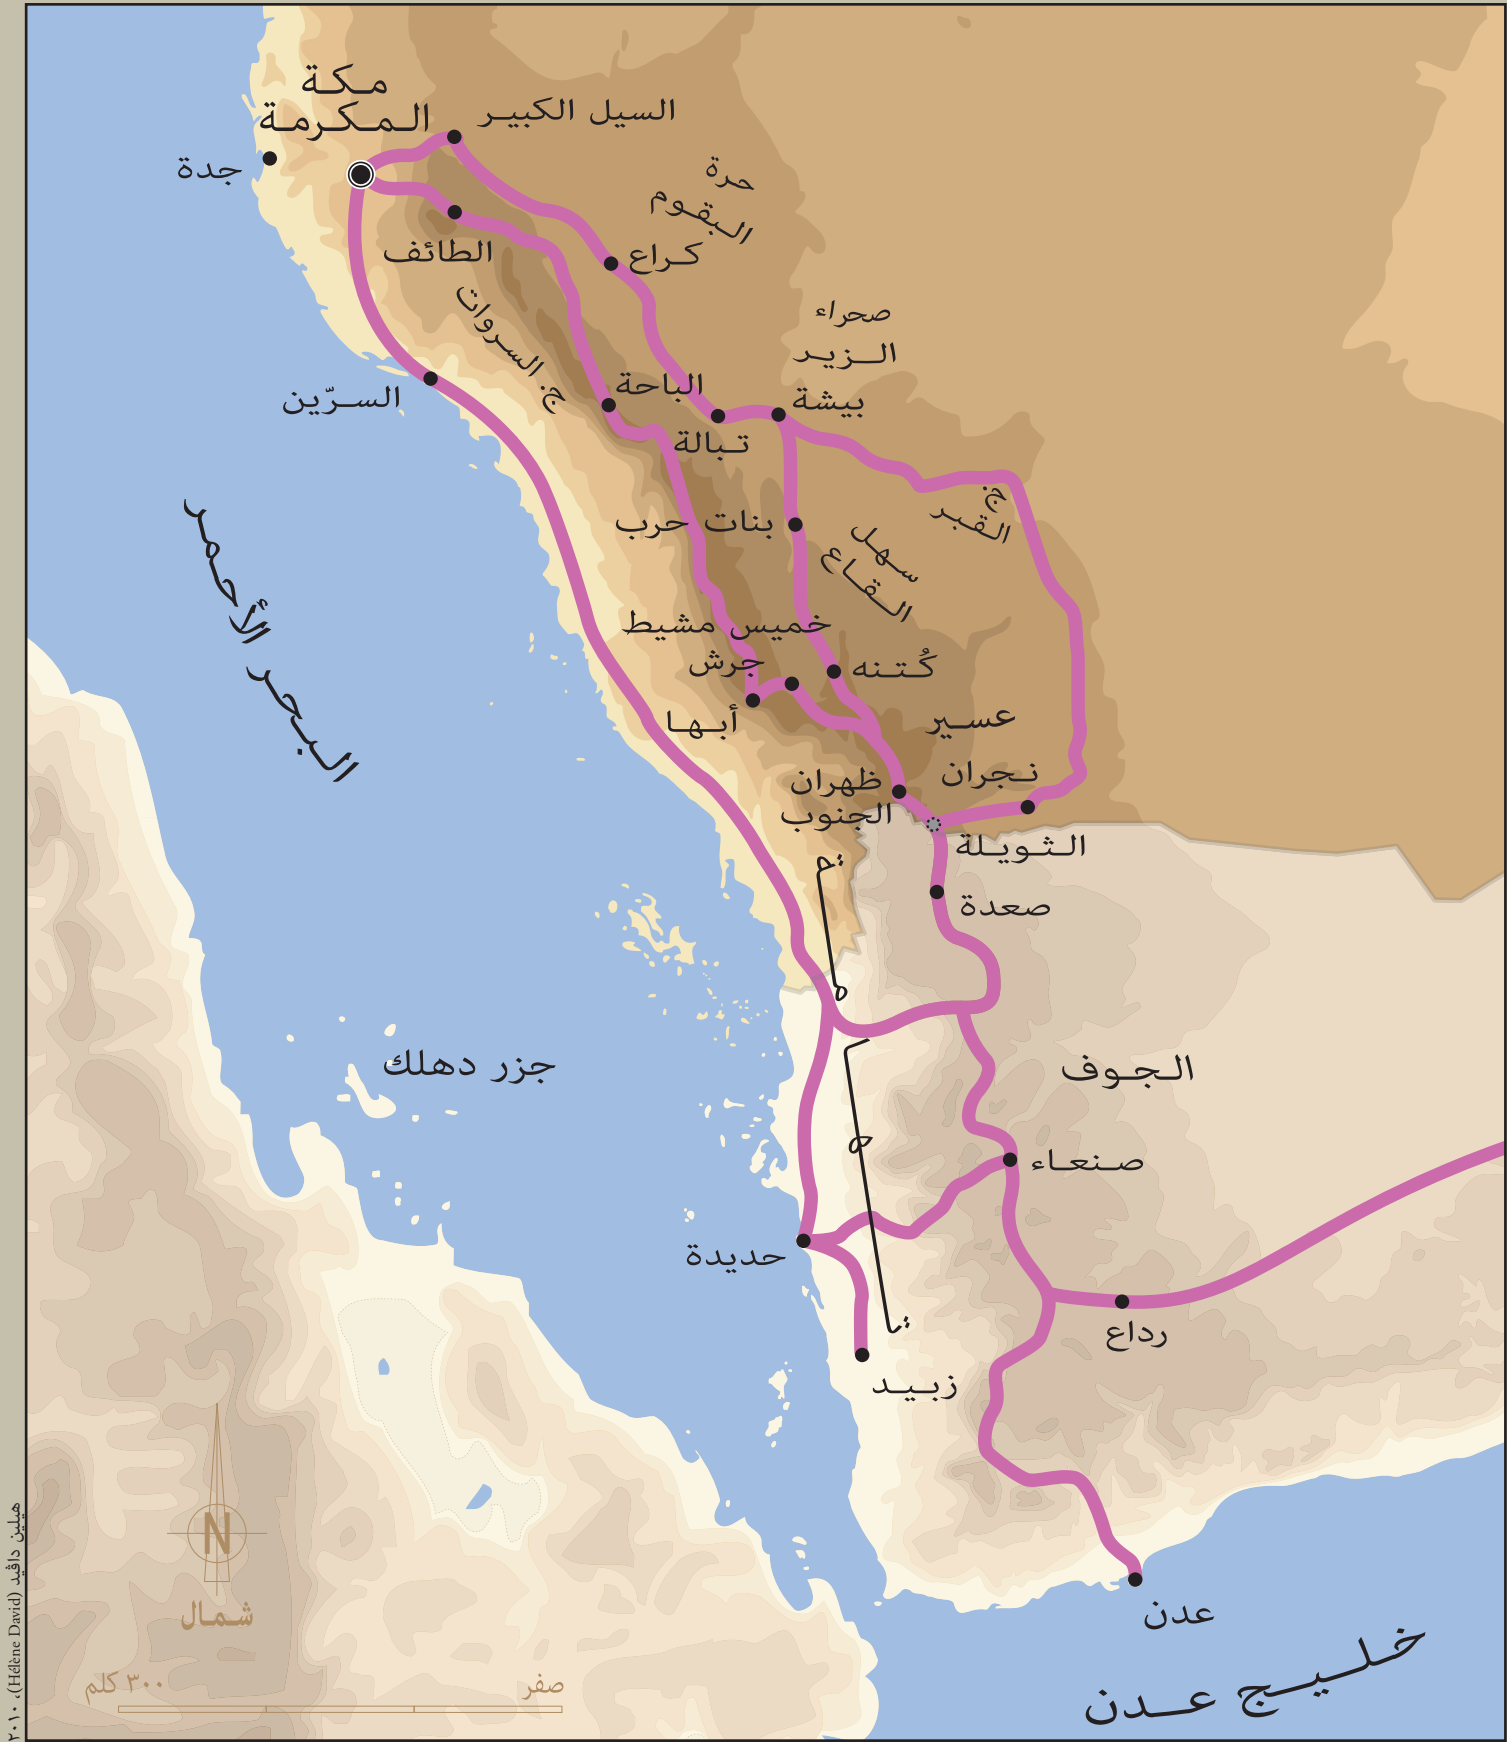 مكة
المكرمة
السيل الكبير
جدة
حرة
البقوم
الطائف
كراع
ج. السروات
صحراء
الزير
الباحة
بيشة
السرّين
تبالة
ج.
القبر
بنات حرب
سهل
القاع
البحر الأحمر
خميس مشيط
جرش
كُتنه
أبها
عسير
ظهران
الجنوب
نجران
الثويلة
صعدة
تهامة
جزر دهلك
الجوف
صنعاء
حديدة
رداع
زبيد
عدن
خليج عدن
N
شمال
صفر
٣٠٠ كلم
هيلين داڤيد (Hélène David)، ٢٠١٠